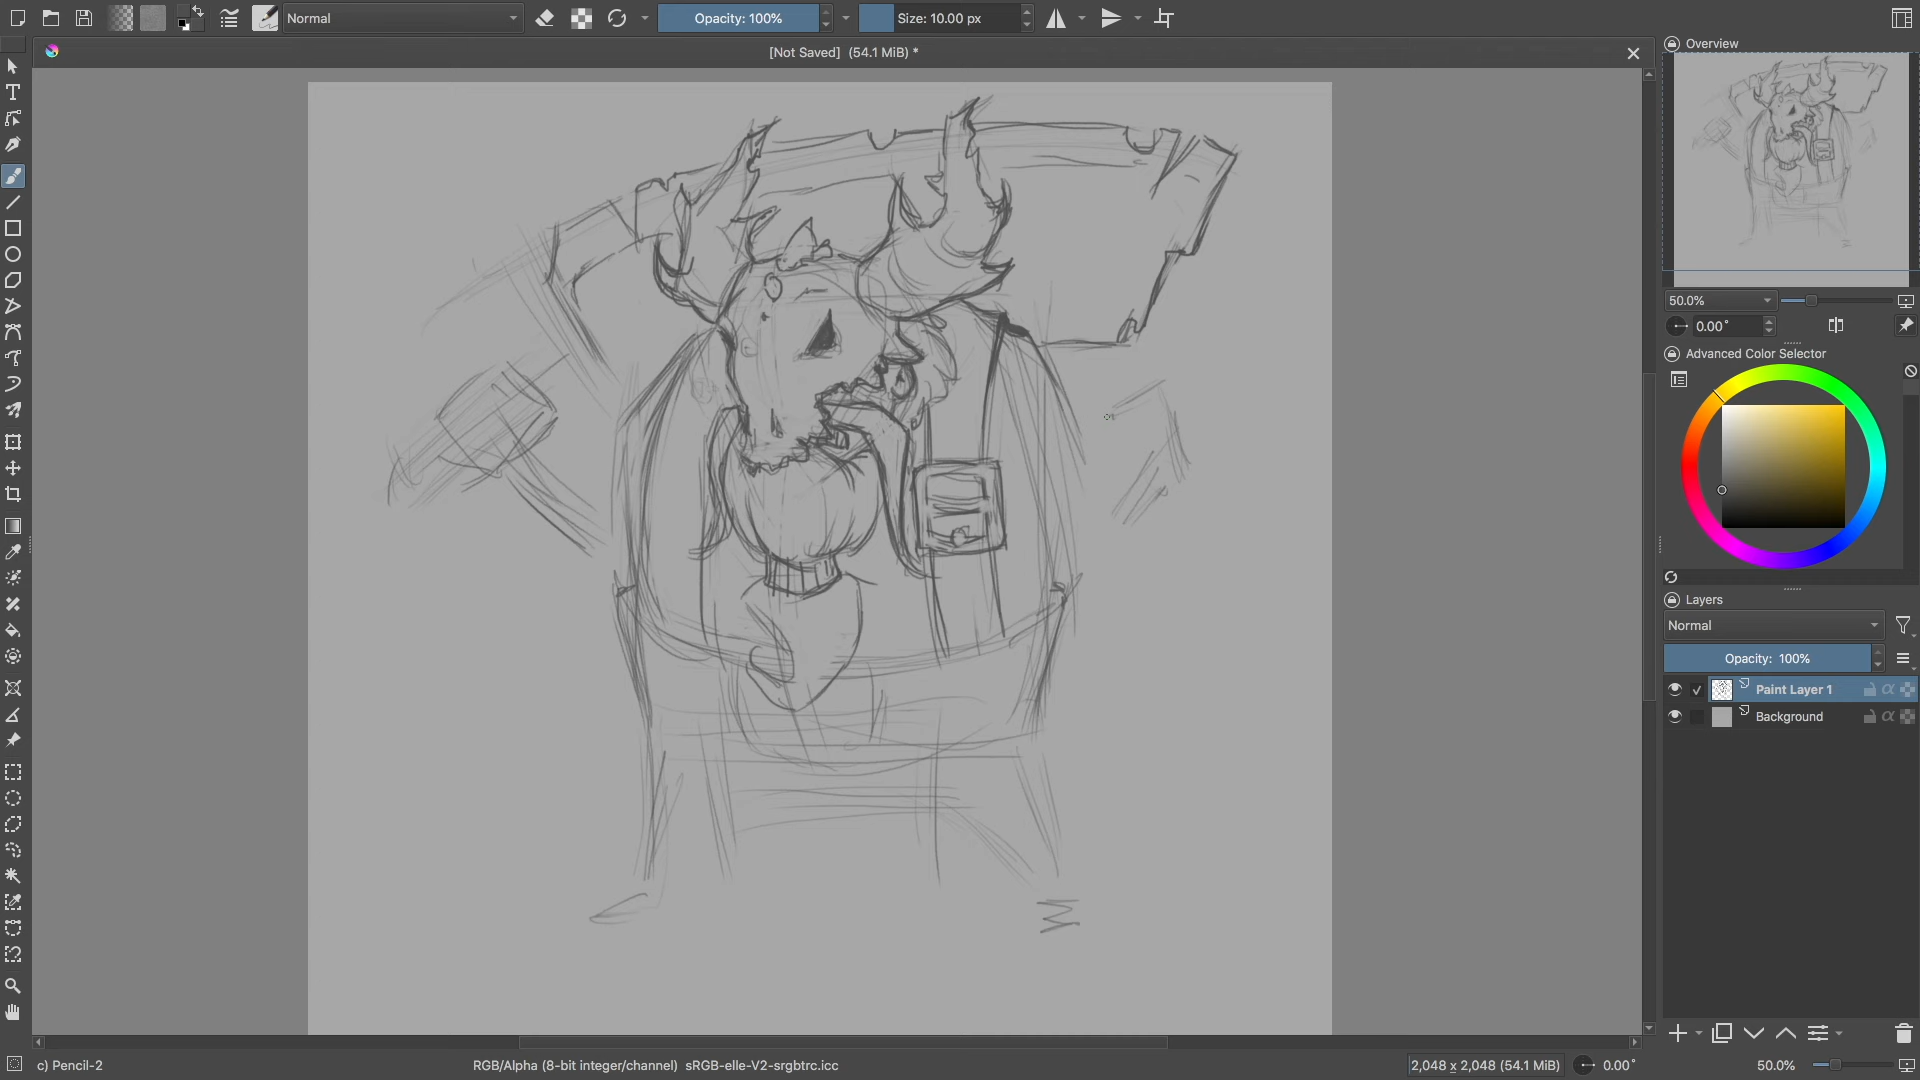 Normal
Opacity: 100%
Size: 10.00 px
[Not Saved] (54.1 MiB) *
Overview
50.0%
0.00°
Advanced Color Selector
Layers
Normal
Opacity: 100%
Paint Layer 1
Background
c) Pencil-2
RGB/Alpha (8-bit integer/channel) sRGB-elle-V2-srgbtrc.icc
2,048 x 2,048 (54.1 MiB)
0.00°
50.0%